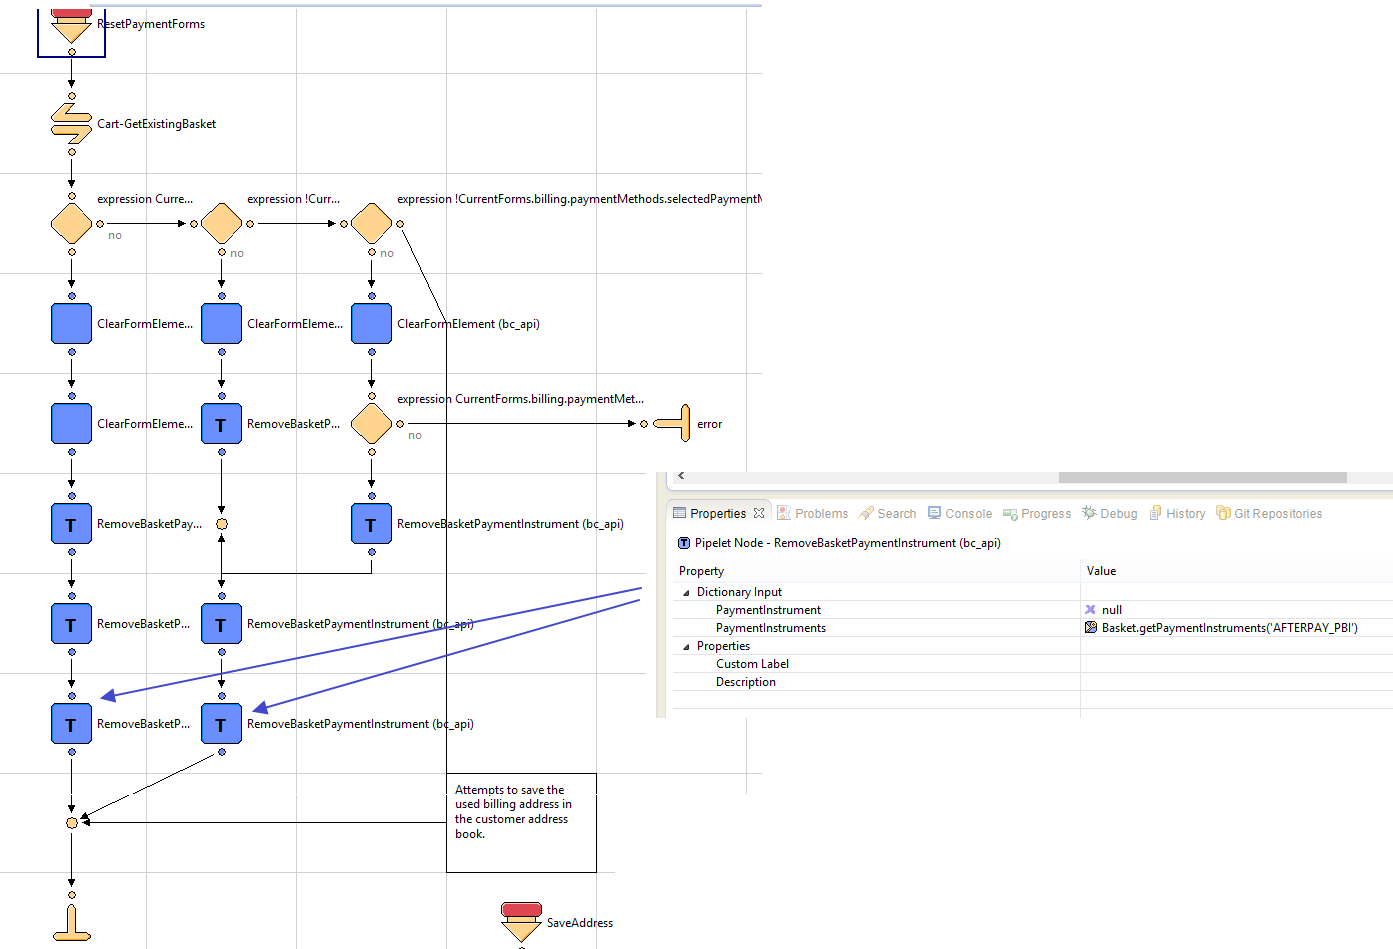 ResetPaymentForms
Cart-GetExistingBasket
expression Curre...
expression !Curr...
expression !CurrentForms.billing.paymentMethods.selectedPaymentM
no
no
no
ClearFormEleme...
ClearFormEleme...
ClearFormElement (bc_api)
ClearFormEleme...
T
RemoveBasketP...
expression CurrentForms.billing.paymentMet...
no
error
T
RemoveBasketPay...
T
RemoveBasketPaymentInstrument (bc_api)
T
RemoveBasketP...
T
RemoveBasketPaymentInstrument (bc_api)
T
RemoveBasketP...
T
RemoveBasketPaymentInstrument (bc_api)
Attempts to save the
used billing address in
the customer address
book.
SaveAddress
Properties
Problems
Search
Console
Progress
Debug
History
Git Repositories
T
Pipelet Node - RemoveBasketPaymentInstrument (bc_api)
Property
Value
Dictionary Input
PaymentInstrument
null
PaymentInstruments
Basket.getPaymentInstruments('AFTERPAY_PBI')
Properties
Custom Label
Description